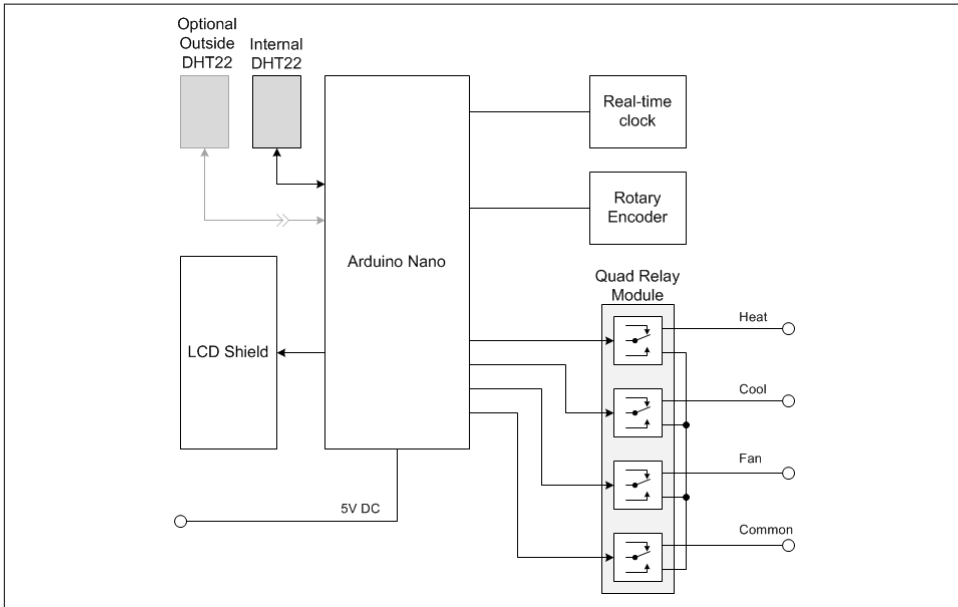 Optional
Outside
DHT22
Internal
DHT22
Real-time
clock
Rotary
Encoder
Arduino Nano
Quad Relay
Module
Heat
LCD Shield
Cool
Fan
5V DC
Common